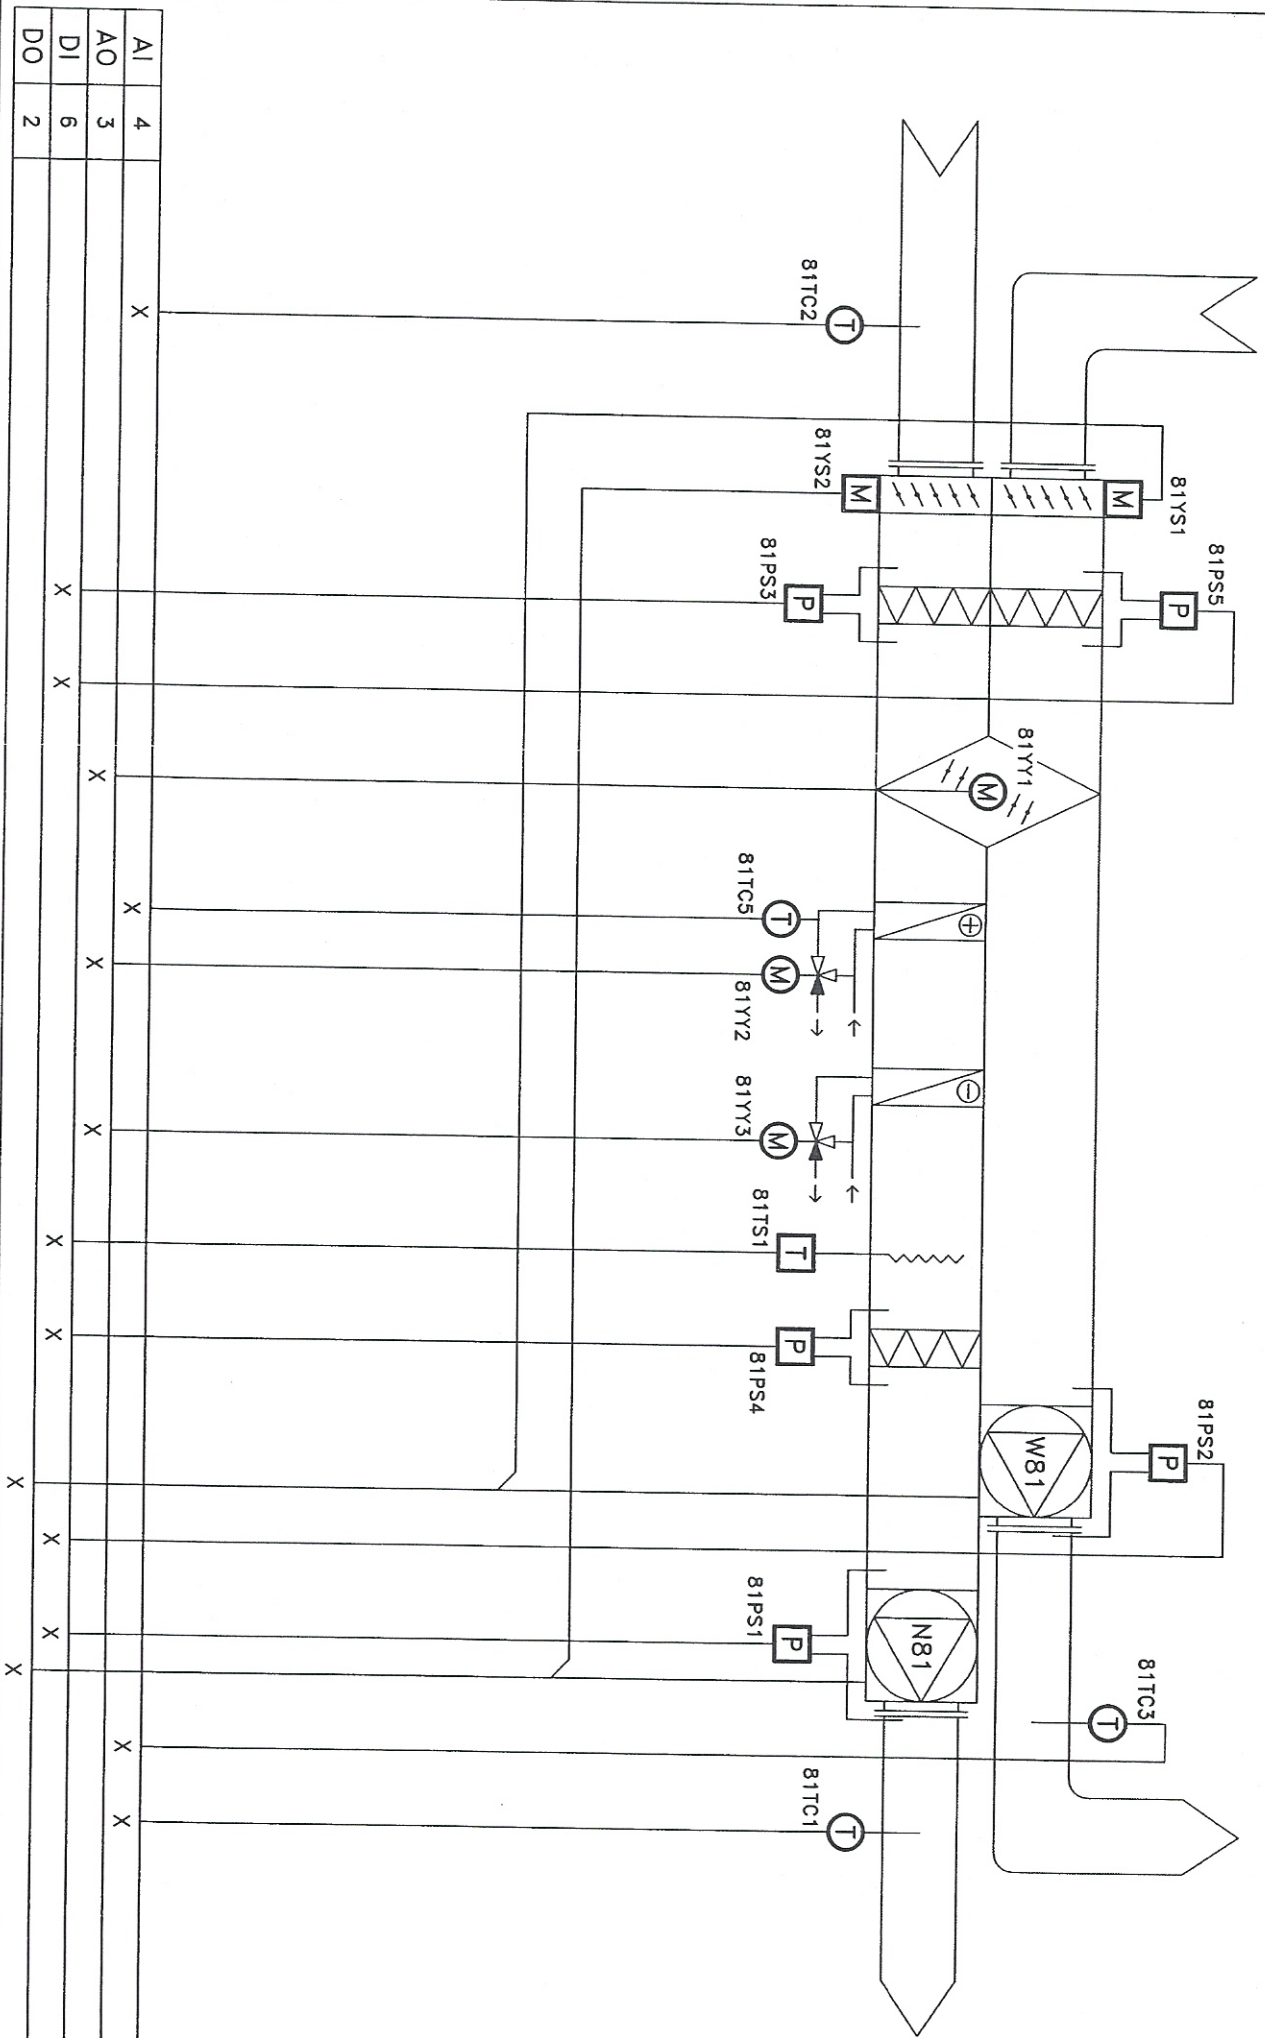 81PS5 81PS2
P 81YS1 P
81TC3
M T
81YY1 W81
M
+ −
N81
M T T
81TC2 81YS2 81TC1
P T M M T P P
81PS3 81TC5 81YY2 81YY3 81TS1 81PS4 81PS1
AI 4 X X X X
AO 3 X X X
DI 6 X X X X X X
DO 2 X X